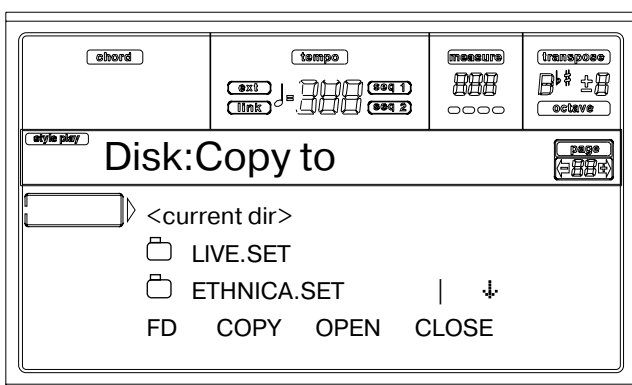 chord tempo measure transpose
ext seq 1
link seq 2 octave
style play page
Disk:Copy to
<current dir>
LIVE.SET
ETHNICA.SET
FD COPY OPEN CLOSE